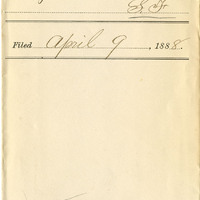 S. F.
Filed April 9, 1888.